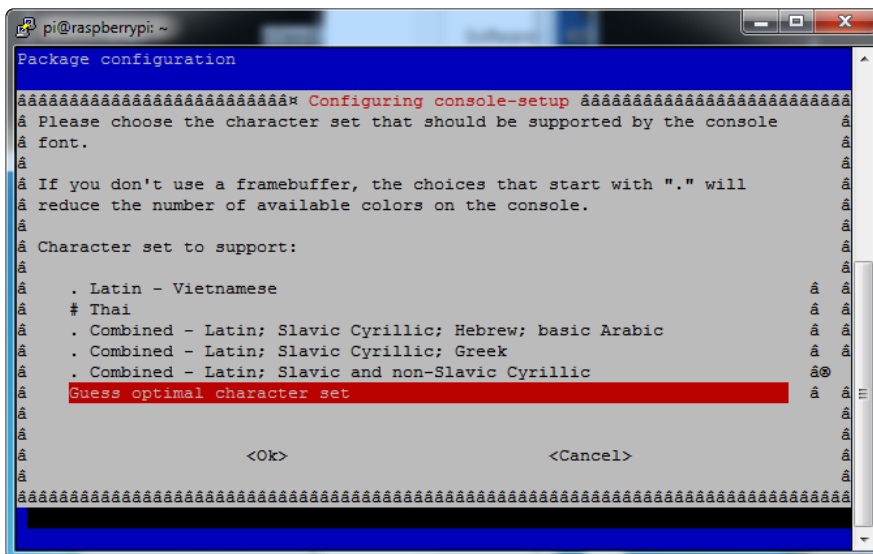 pi@raspberrypi: ~
Package configuration
ââââââââââââââââââââââââââ¤ Configuring console-setup ââââââââââââââââââââââââââ
â Please choose the character set that should be supported by the console â
â font. â
â â
â If you don't use a framebuffer, the choices that start with "." will â
â reduce the number of available colors on the console. â
â â
â Character set to support: â
â â
â . Latin - Vietnamese â â
â # Thai â â
â . Combined - Latin; Slavic Cyrillic; Hebrew; basic Arabic â â
â . Combined - Latin; Slavic Cyrillic; Greek â â
â . Combined - Latin; Slavic and non-Slavic Cyrillic â®
â Guess optimal character set â â
â â
â â
â <Ok> <Cancel> â
â â
ââââââââââââââââââââââââââââââââââââââââââââââââââââââââââââââââââââââââââââââââ